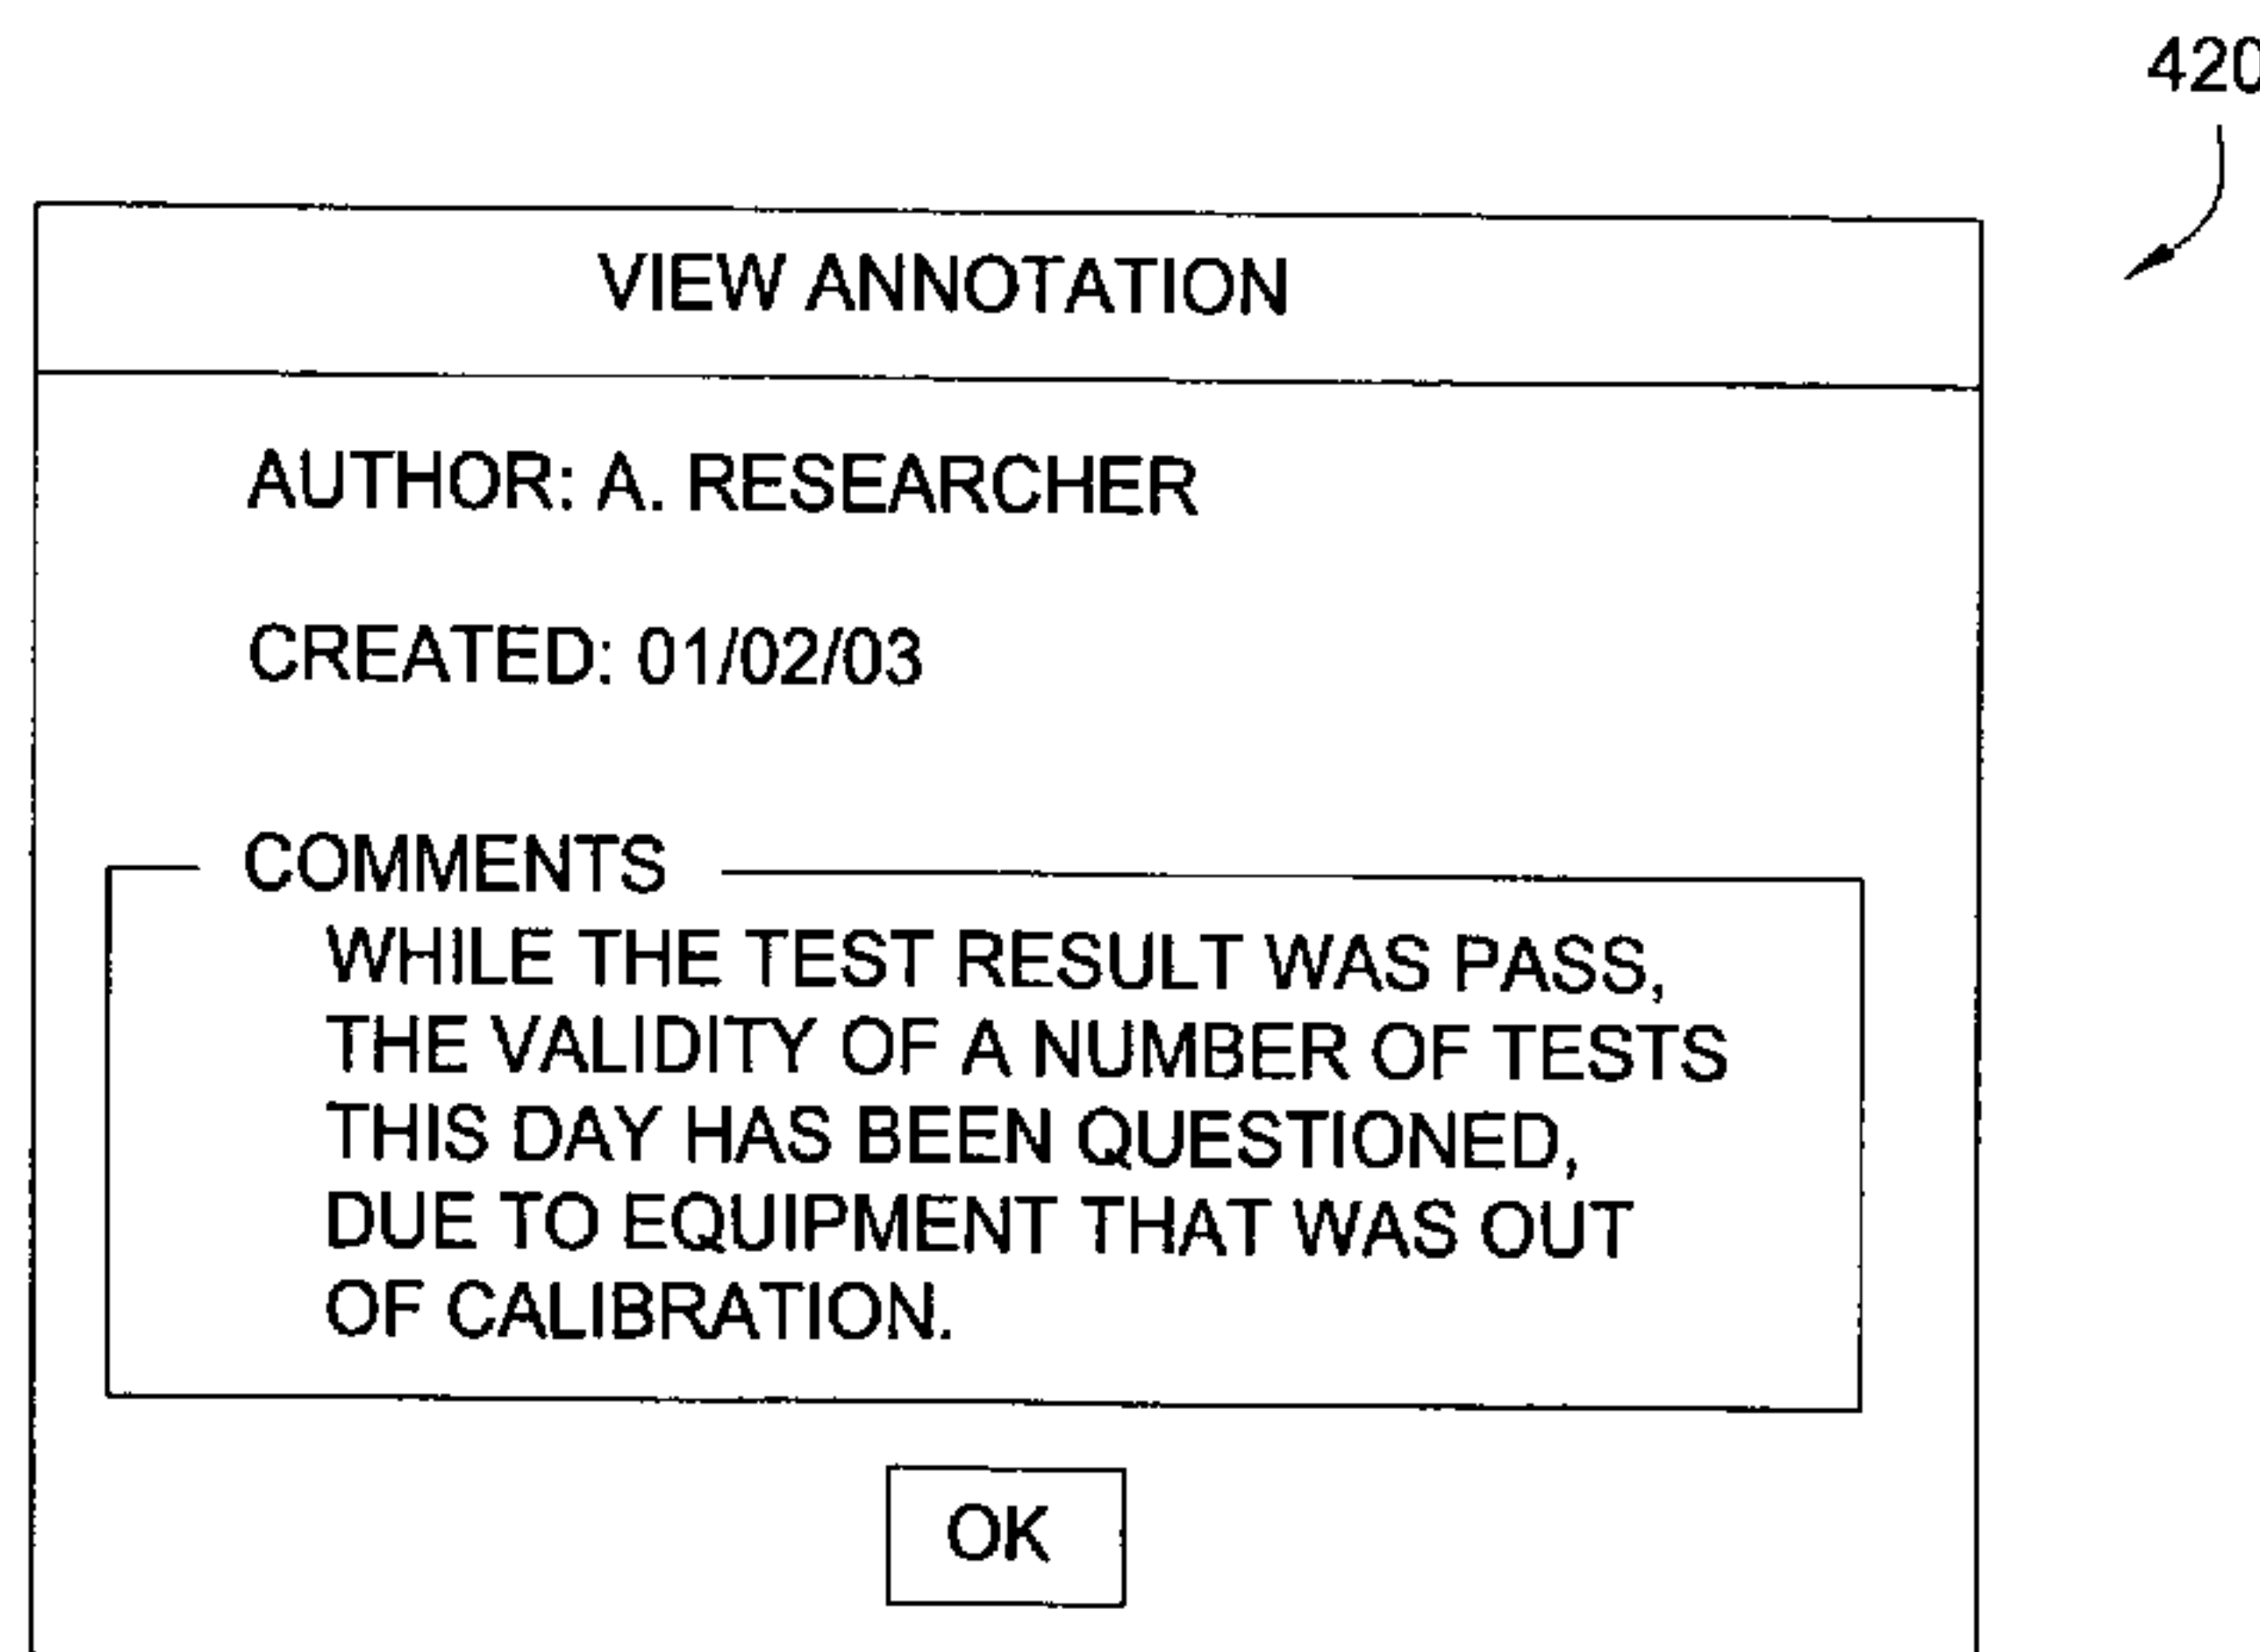 420
VIEW ANNOTATION
AUTHOR: A. RESEARCHER
CREATED: 01/02/03
COMMENTS
WHILE THE TEST RESULT WAS PASS,
THE VALIDITY OF A NUMBER OF TESTS
THIS DAY HAS BEEN QUESTIONED,
DUE TO EQUIPMENT THAT WAS OUT
OF CALIBRATION.
OK